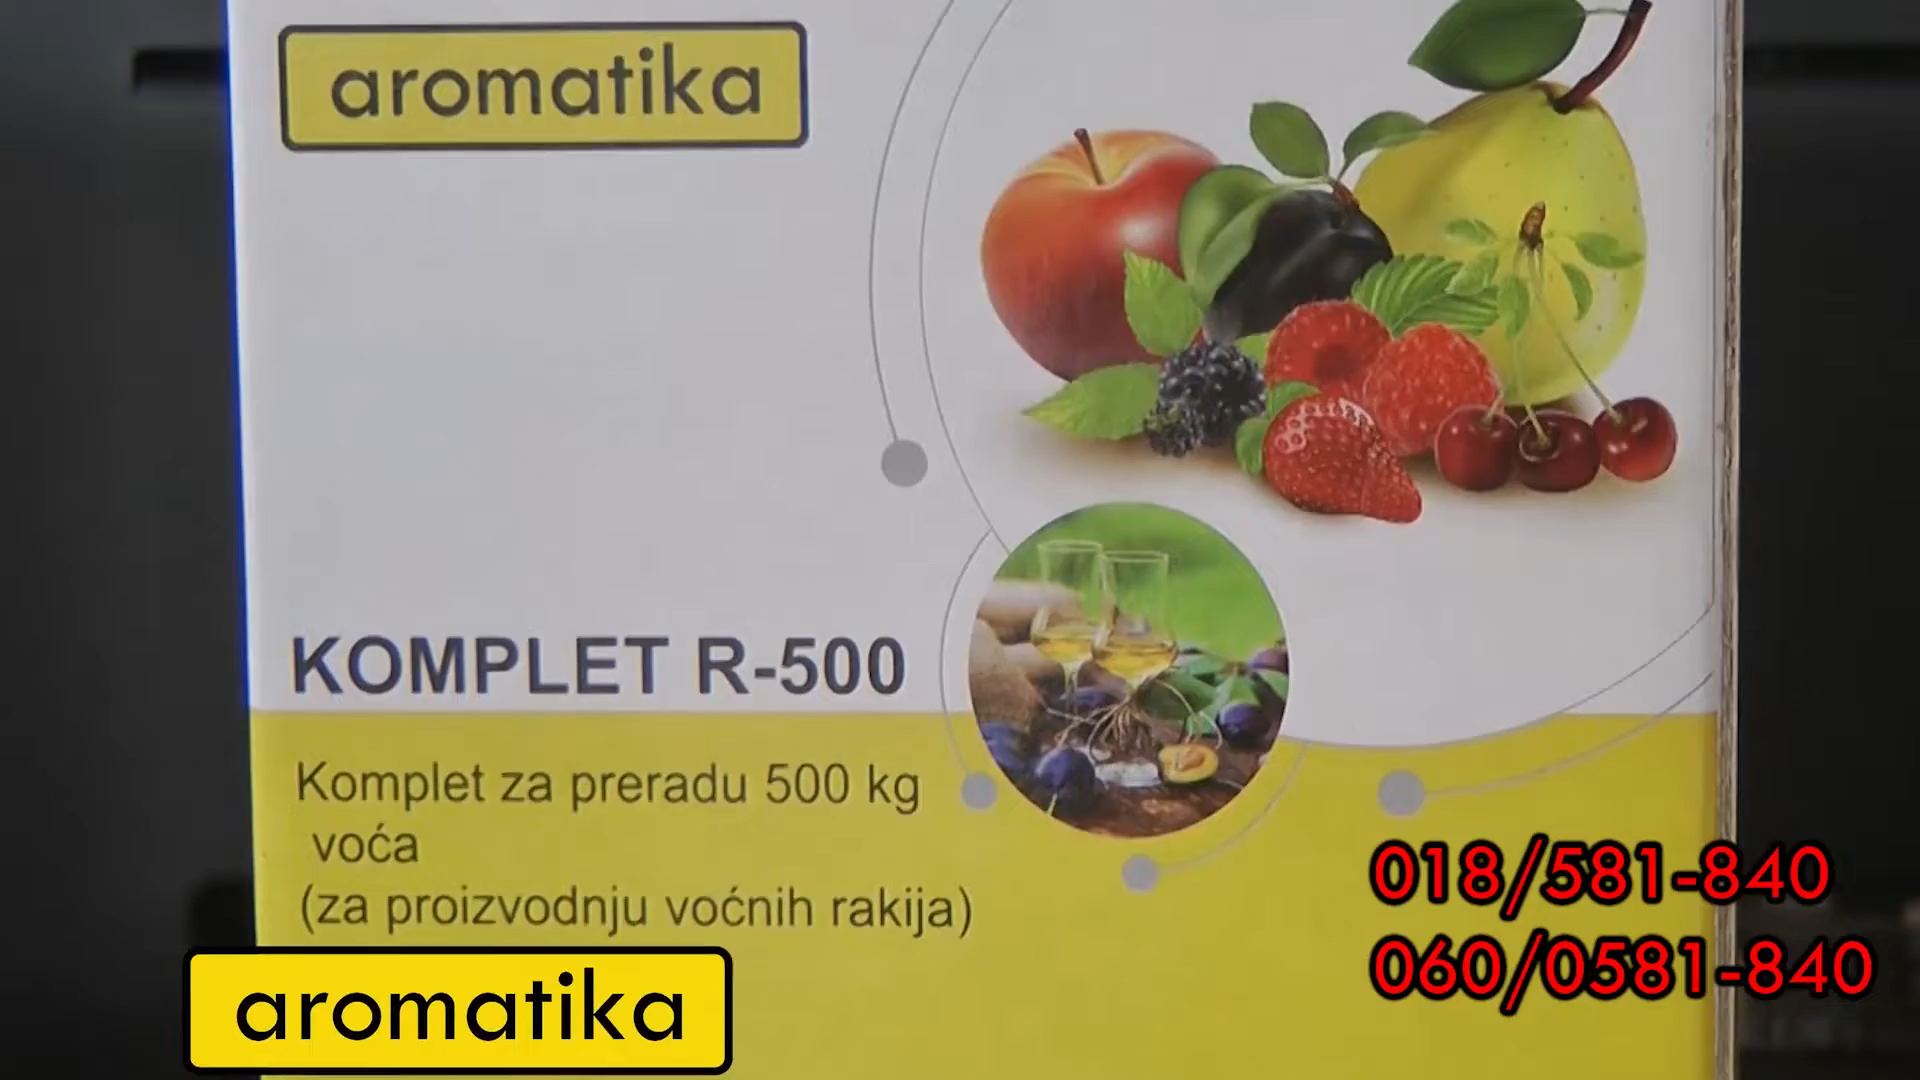 aromatika
KOMPLET R-500
Komplet za preradu 500 kg
voća
(za proizvodnju voćnih rakija)
aromatika
018/581-840
060/0581-840